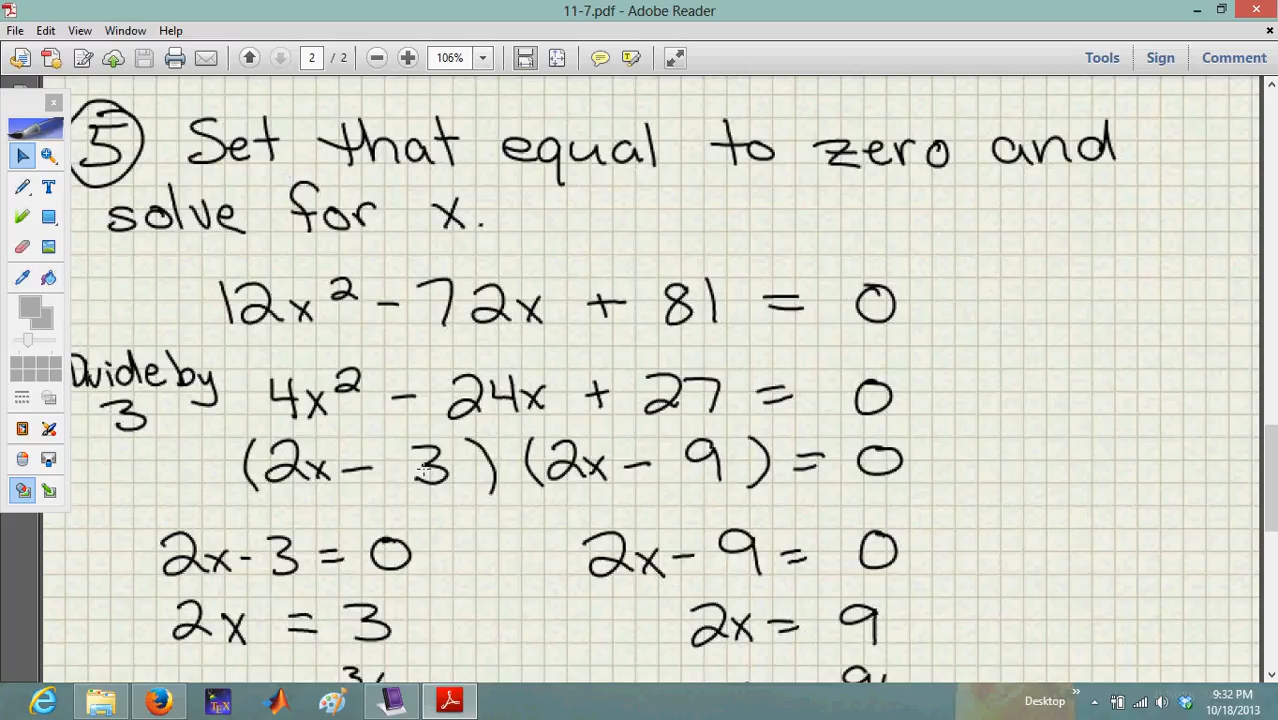 11-7.pdf - Adobe Reader
File Edit View Window Help
2 / 2 106% Tools Sign Comment
5 Set that equal to zero and
solve for x.
12x² - 72x + 81 = 0
Divide by 4x² - 24x + 27 = 0
3
(2x - 3)(2x - 9) = 0
2x - 3 = 0 2x - 9 = 0
2x = 3 2x = 9
Desktop 9:32 PM
10/18/2013